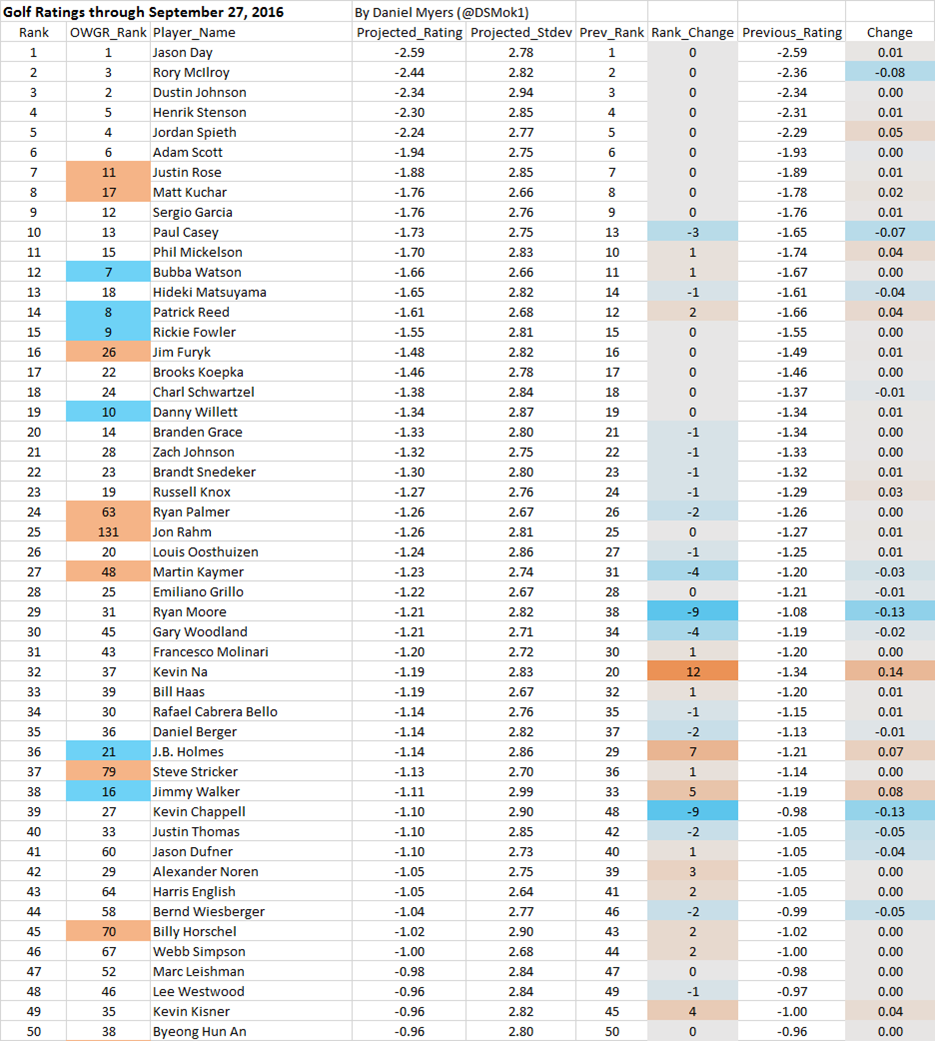 Golf Ratings through September 27, 2016 By Daniel Myers (@DSMok1)
Rank OWGR_Rank Player_Name Projected_Rating Projected_Stdev Prev_Rank Rank_Change Previous_Rating Change
1 1 Jason Day -2.59 2.78 1 0 -2.59 0.01
2 3 Rory McIlroy -2.44 2.82 2 0 -2.36 -0.08
3 2 Dustin Johnson -2.34 2.94 3 0 -2.34 0.00
4 5 Henrik Stenson -2.30 2.85 4 0 -2.31 0.01
5 4 Jordan Spieth -2.24 2.77 5 0 -2.29 0.05
6 6 Adam Scott -1.94 2.75 6 0 -1.93 0.00
7 11 Justin Rose -1.88 2.85 7 0 -1.89 0.01
8 17 Matt Kuchar -1.76 2.66 8 0 -1.78 0.02
9 12 Sergio Garcia -1.76 2.76 9 0 -1.76 0.01
10 13 Paul Casey -1.73 2.75 13 -3 -1.65 -0.07
11 15 Phil Mickelson -1.70 2.83 10 1 -1.74 0.04
12 7 Bubba Watson -1.66 2.66 11 1 -1.67 0.00
13 18 Hideki Matsuyama -1.65 2.82 14 -1 -1.61 -0.04
14 8 Patrick Reed -1.61 2.68 12 2 -1.66 0.04
15 9 Rickie Fowler -1.55 2.81 15 0 -1.55 0.00
16 26 Jim Furyk -1.48 2.82 16 0 -1.49 0.01
17 22 Brooks Koepka -1.46 2.78 17 0 -1.46 0.00
18 24 Charl Schwartzel -1.38 2.84 18 0 -1.37 -0.01
19 10 Danny Willett -1.34 2.87 19 0 -1.34 0.01
20 14 Branden Grace -1.33 2.80 21 -1 -1.34 0.00
21 28 Zach Johnson -1.32 2.75 22 -1 -1.33 0.00
22 23 Brandt Snedeker -1.30 2.80 23 -1 -1.32 0.01
23 19 Russell Knox -1.27 2.76 24 -1 -1.29 0.03
24 63 Ryan Palmer -1.26 2.67 26 -2 -1.26 0.00
25 131 Jon Rahm -1.26 2.81 25 0 -1.27 0.01
26 20 Louis Oosthuizen -1.24 2.86 27 -1 -1.25 0.01
27 48 Martin Kaymer -1.23 2.74 31 -4 -1.20 -0.03
28 25 Emiliano Grillo -1.22 2.67 28 0 -1.21 -0.01
29 31 Ryan Moore -1.21 2.82 38 -9 -1.08 -0.13
30 45 Gary Woodland -1.21 2.71 34 -4 -1.19 -0.02
31 43 Francesco Molinari -1.20 2.72 30 1 -1.20 0.00
32 37 Kevin Na -1.19 2.83 20 12 -1.34 0.14
33 39 Bill Haas -1.19 2.67 32 1 -1.20 0.01
34 30 Rafael Cabrera Bello -1.14 2.76 35 -1 -1.15 0.01
35 36 Daniel Berger -1.14 2.82 37 -2 -1.13 -0.01
36 21 J.B. Holmes -1.14 2.86 29 7 -1.21 0.07
37 79 Steve Stricker -1.13 2.70 36 1 -1.14 0.00
38 16 Jimmy Walker -1.11 2.99 33 5 -1.19 0.08
39 27 Kevin Chappell -1.10 2.90 48 -9 -0.98 -0.13
40 33 Justin Thomas -1.10 2.85 42 -2 -1.05 -0.05
41 60 Jason Dufner -1.10 2.73 40 1 -1.05 -0.04
42 29 Alexander Noren -1.05 2.75 39 3 -1.05 0.00
43 64 Harris English -1.05 2.64 41 2 -1.05 0.00
44 58 Bernd Wiesberger -1.04 2.77 46 -2 -0.99 -0.05
45 70 Billy Horschel -1.02 2.90 43 2 -1.02 0.00
46 67 Webb Simpson -1.00 2.68 44 2 -1.00 0.00
47 52 Marc Leishman -0.98 2.84 47 0 -0.98 0.00
48 46 Lee Westwood -0.96 2.84 49 -1 -0.97 0.00
49 35 Kevin Kisner -0.96 2.82 45 4 -1.00 0.04
50 38 Byeong Hun An -0.96 2.80 50 0 -0.96 0.00